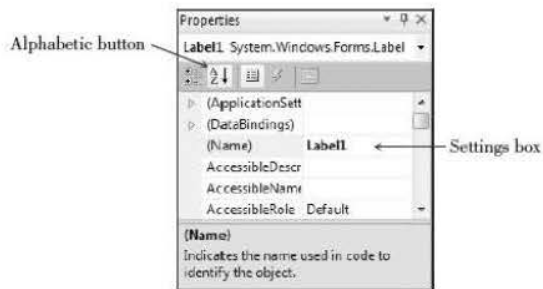 Properties
Alphabetic button
Label1 System.Windows.Forms.Label
(ApplicationSett
(DataBindings)
(Name) Label1
Settings box
AccessibleDescr
AccessibleName
AccessibleRole Default
(Name)
Indicates the name used in code to
identify the object.